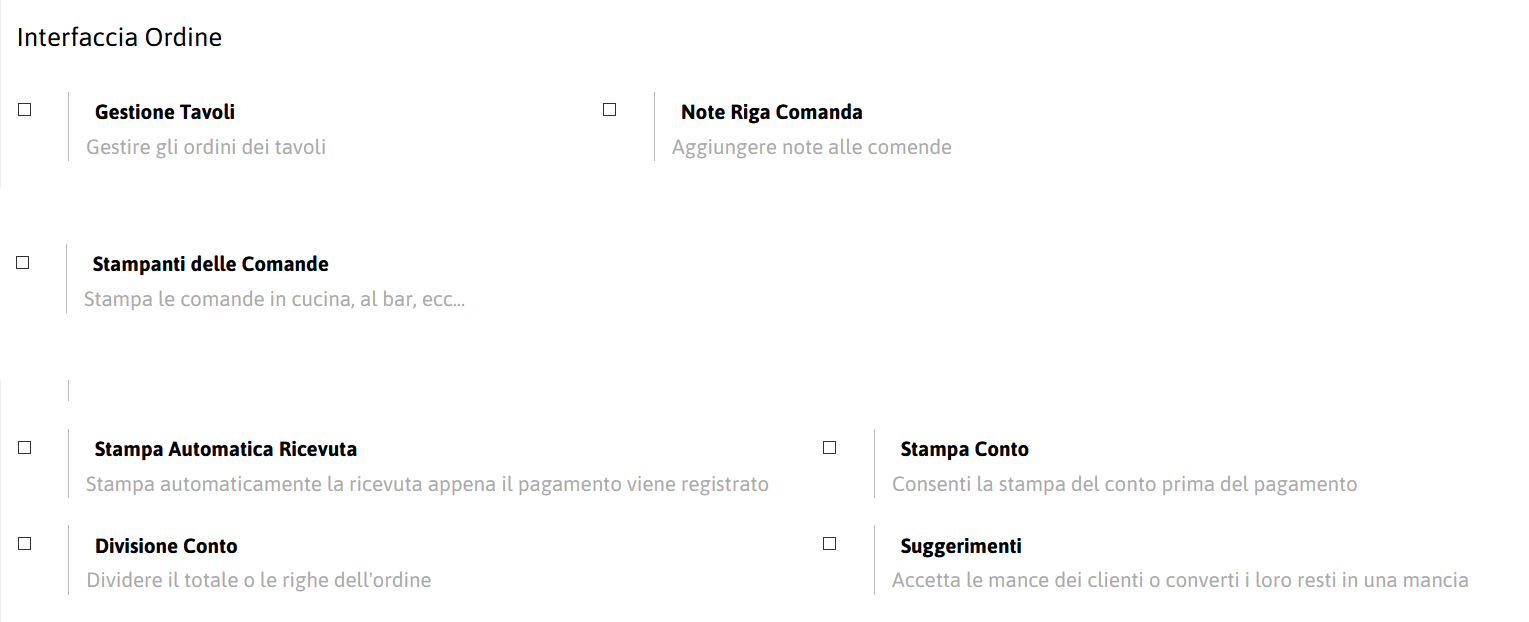 Interfaccia Ordine
Gestione Tavoli
Gestire gli ordini dei tavoli
Note Riga Comanda
Aggiungere note alle comende
Stampanti delle Comande
Stampa le comande in cucina, al bar, ecc...
Stampa Automatica Ricevuta
Stampa automaticamente la ricevuta appena il pagamento viene registrato
Stampa Conto
Consenti la stampa del conto prima del pagamento
Divisione Conto
Dividere il totale o le righe dell'ordine
Suggerimenti
Accetta le mance dei clienti o converti i loro resti in una mancia